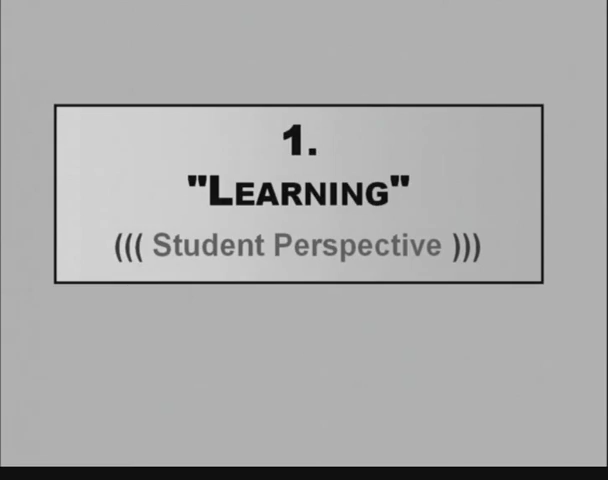 1.
"LEARNING"
((( Student Perspective )))